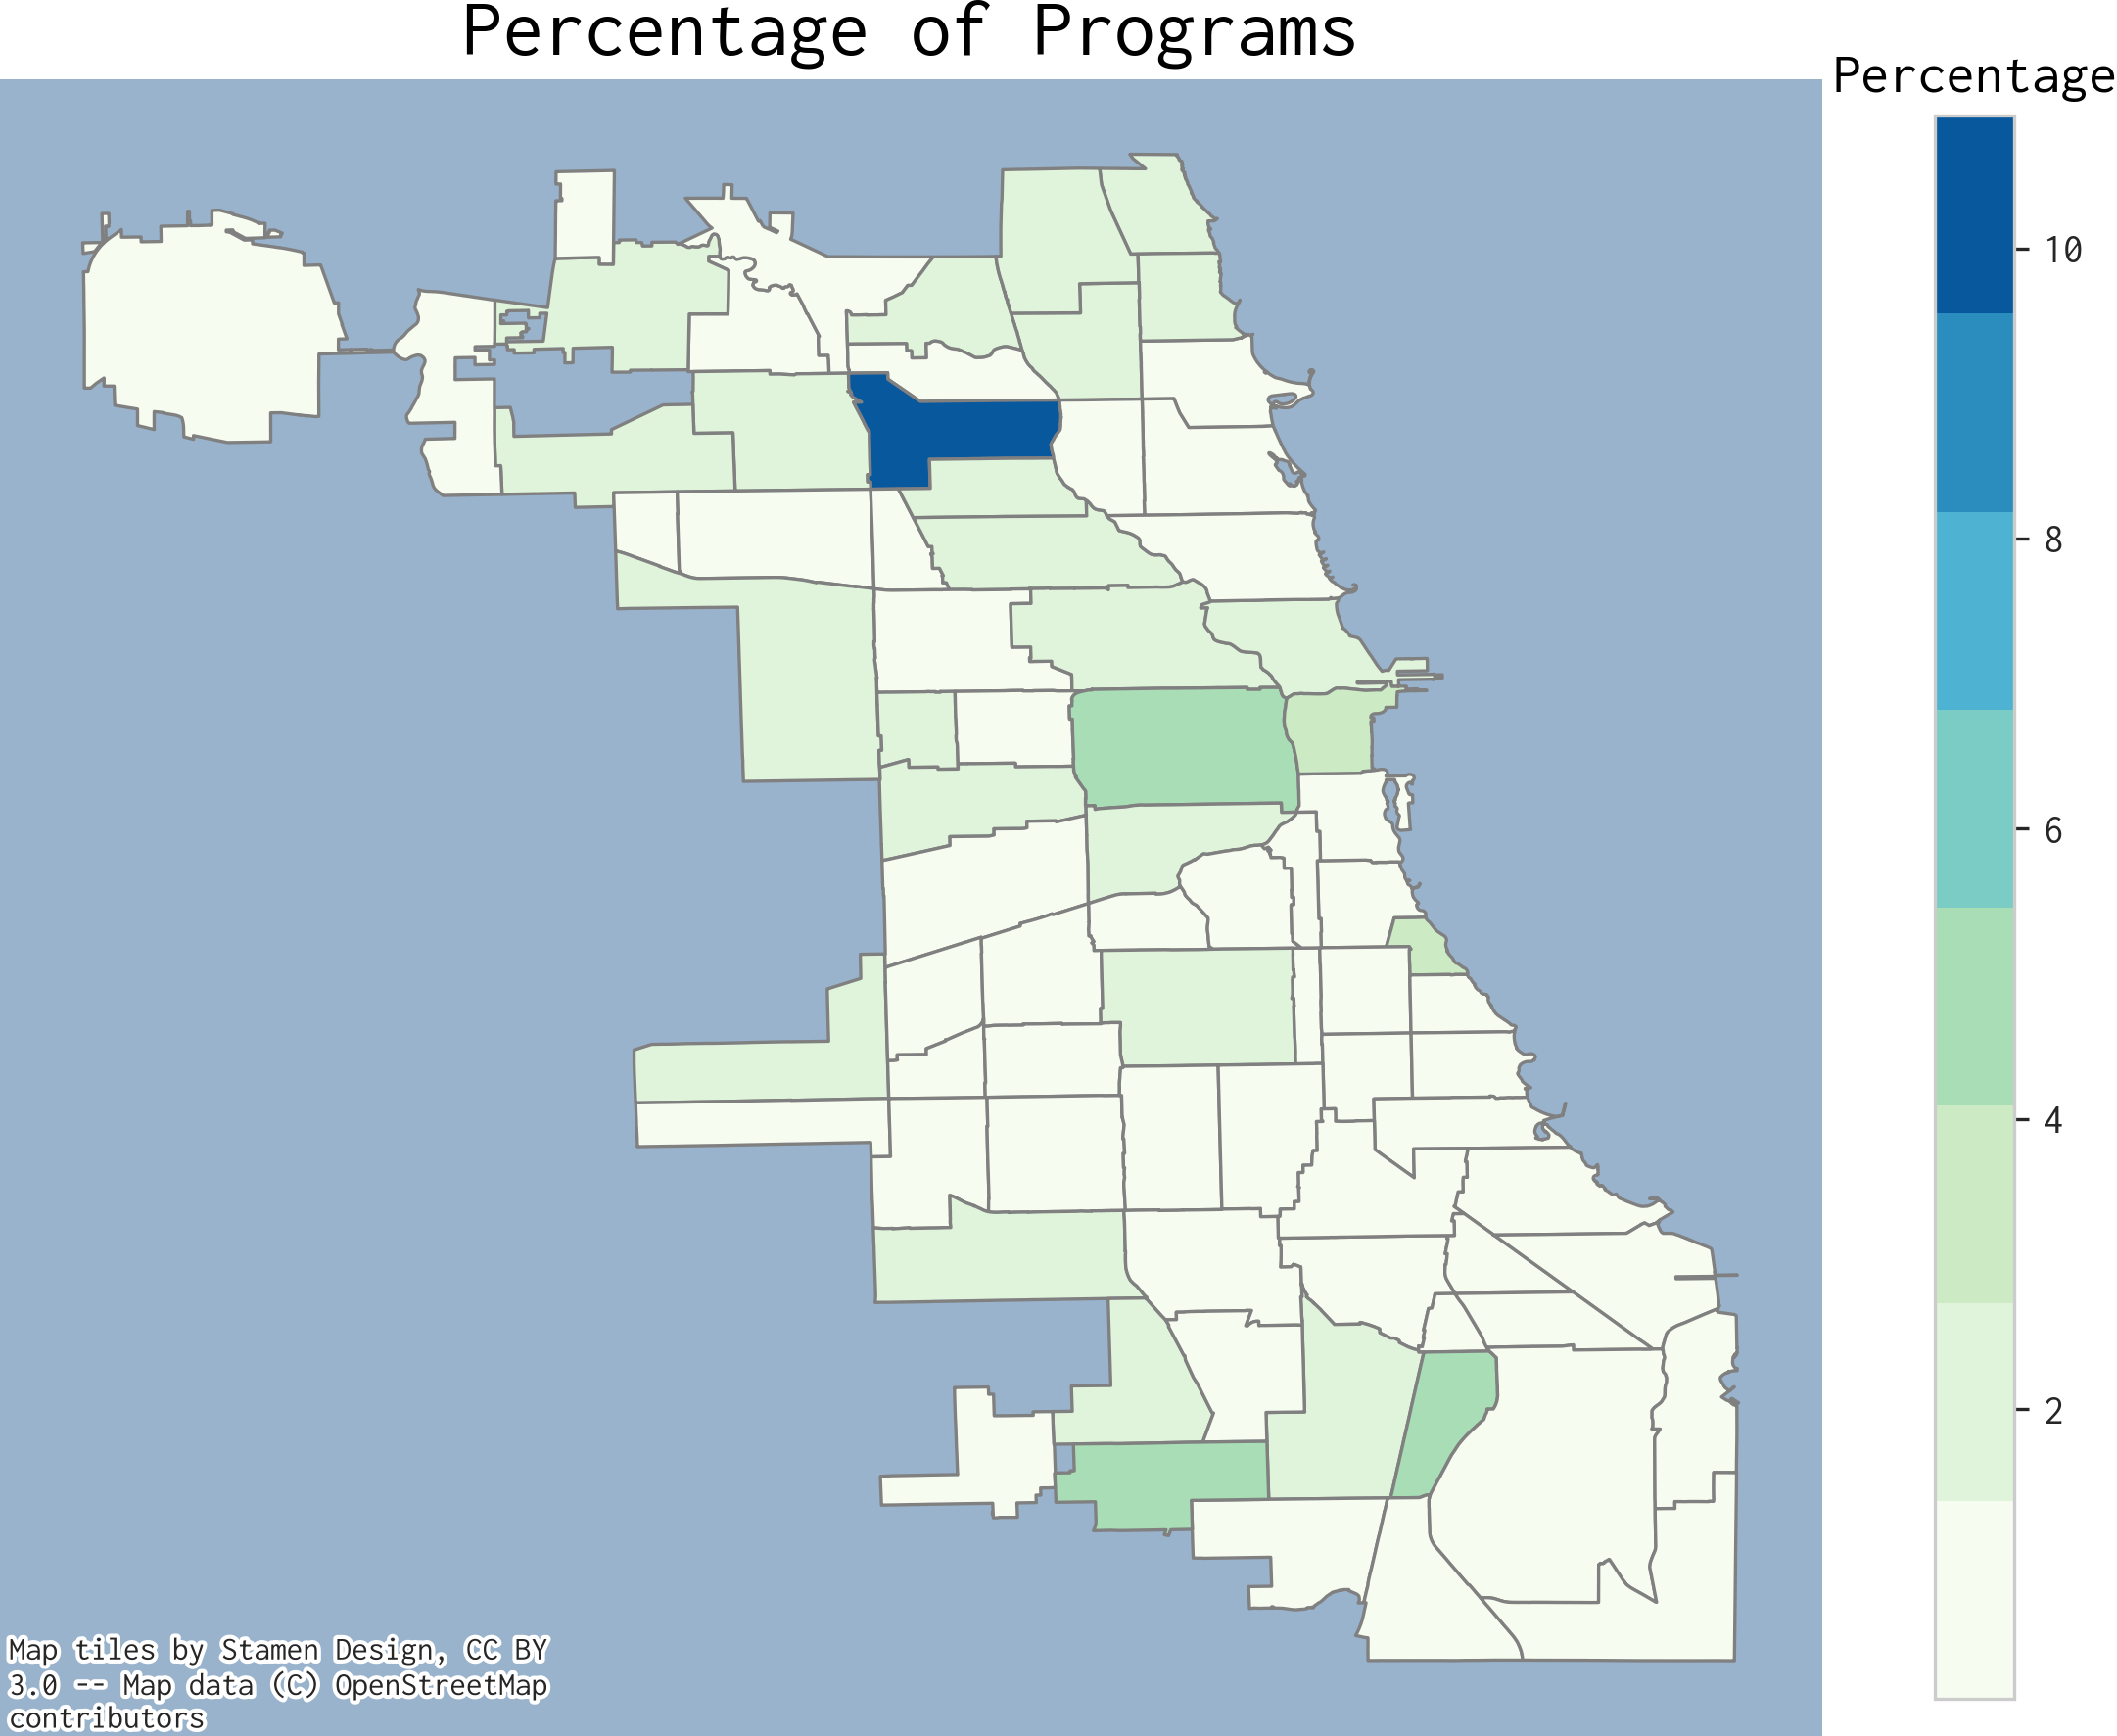 Percentage of Programs
Percentage
10
8
6
4
2
Map tiles by Stamen Design, CC BY
3.0 -- Map data (C) OpenStreetMap
contributors